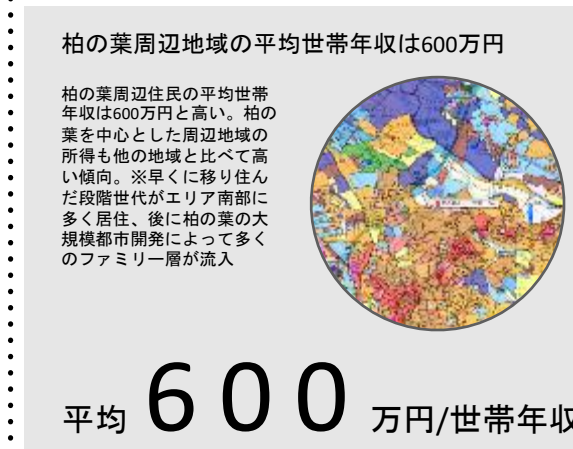 柏の葉周辺地域の平均世帯年収は600万円
柏の葉周辺住民の平均世帯
年収は600万円と高い。柏の
葉を中心とした周辺地域の
所得も他の地域と比べて高
い傾向。※早くに移り住ん
だ段階世代がエリア南部に
多く居住、後に柏の葉の大
規模都市開発によって多く
のファミリー層が流入
平均 600 万円/世帯年収